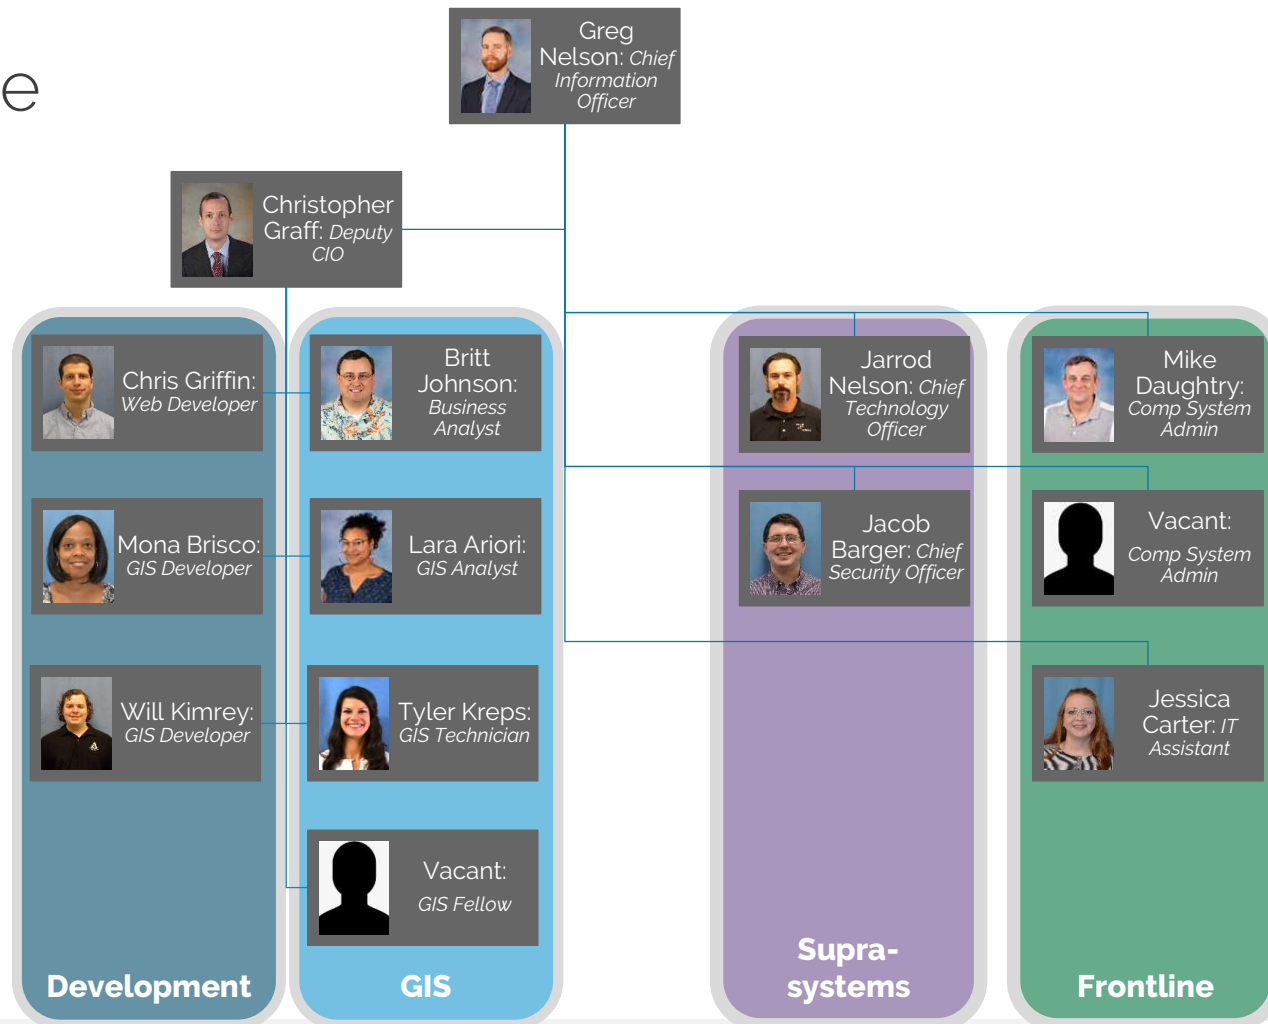 e
Greg
Nelson: Chief
Information
Officer
Christopher
Graff: Deputy
CIO
Chris Griffin:
Web Developer
Mona Brisco:
GIS Developer
Will Kimrey:
GIS Developer
Development
Britt
Johnson:
Business
Analyst
Lara Ariori:
GIS Analyst
Tyler Kreps:
GIS Technician
Vacant:
GIS Fellow
GIS
Jarrod
Nelson: Chief
Technology
Officer
Jacob
Barger: Chief
Security Officer
Supra-
systems
Mike
Daughtry:
Comp System
Admin
Vacant:
Comp System
Admin
Jessica
Carter: IT
Assistant
Frontline